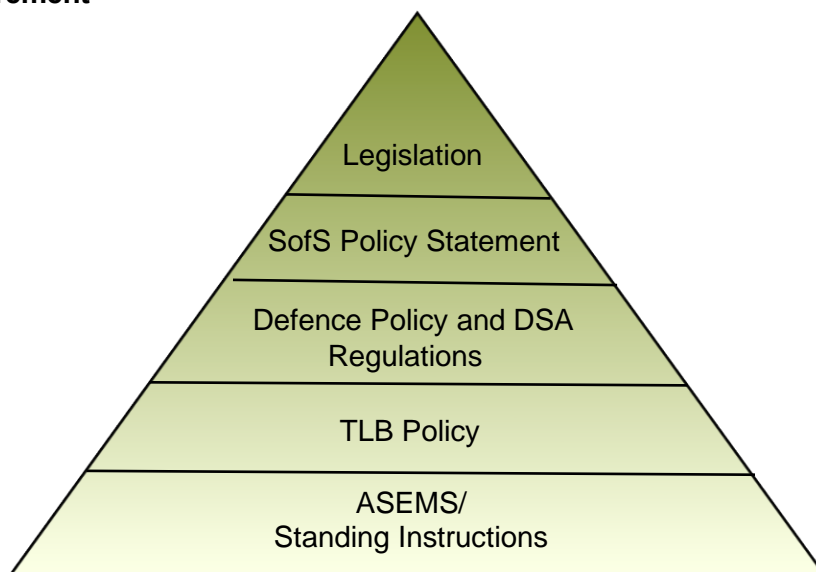 Legislation
SofS Policy Statement
Defence Policy and DSA
Regulations
TLB Policy
ASEMS/
Standing Instructions